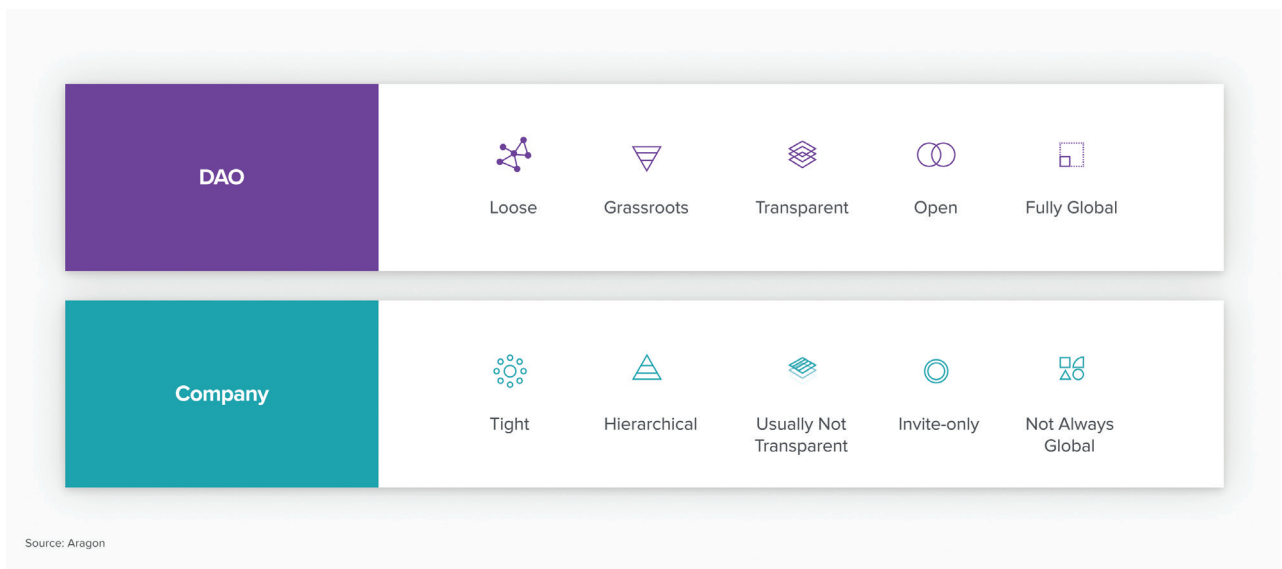 DAO
Loose
Grassroots
Transparent
Open
Fully Global
Company
Tight
Hierarchical
Usually Not
Transparent
Invite-only
Not Always
Global
Source: Aragon